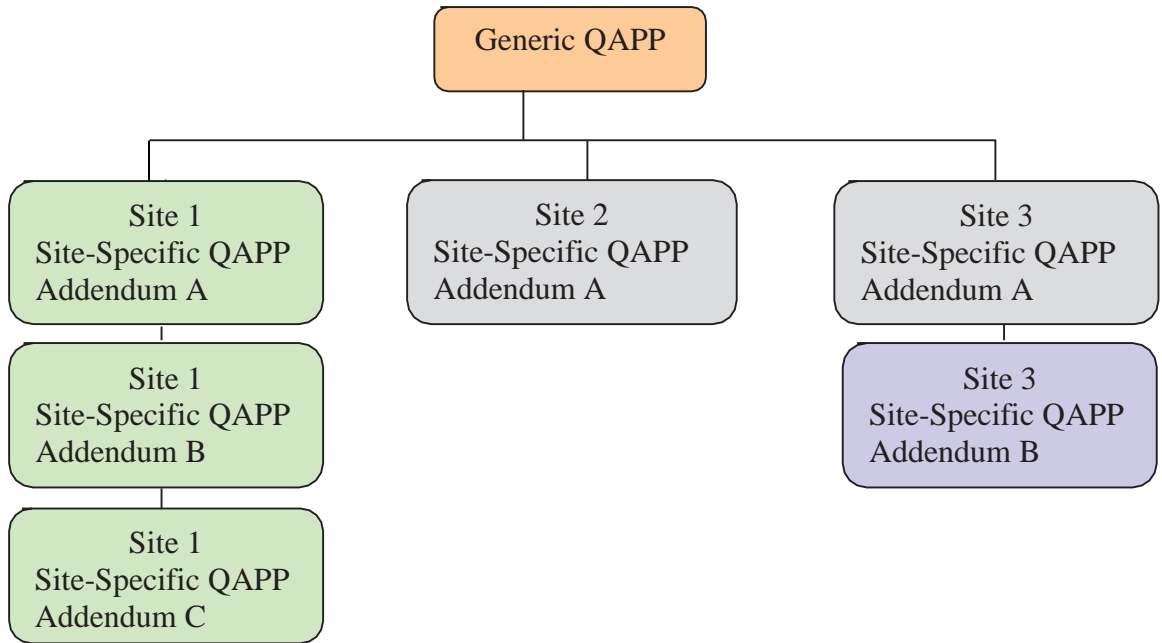 Generic QAPP
Site 1
Site-Specific QAPP
Addendum A
Site 2
Site-Specific QAPP
Addendum A
Site 3
Site-Specific QAPP
Addendum A
Site 1
Site-Specific QAPP
Addendum B
Site 3
Site-Specific QAPP
Addendum B
Site 1
Site-Specific QAPP
Addendum C